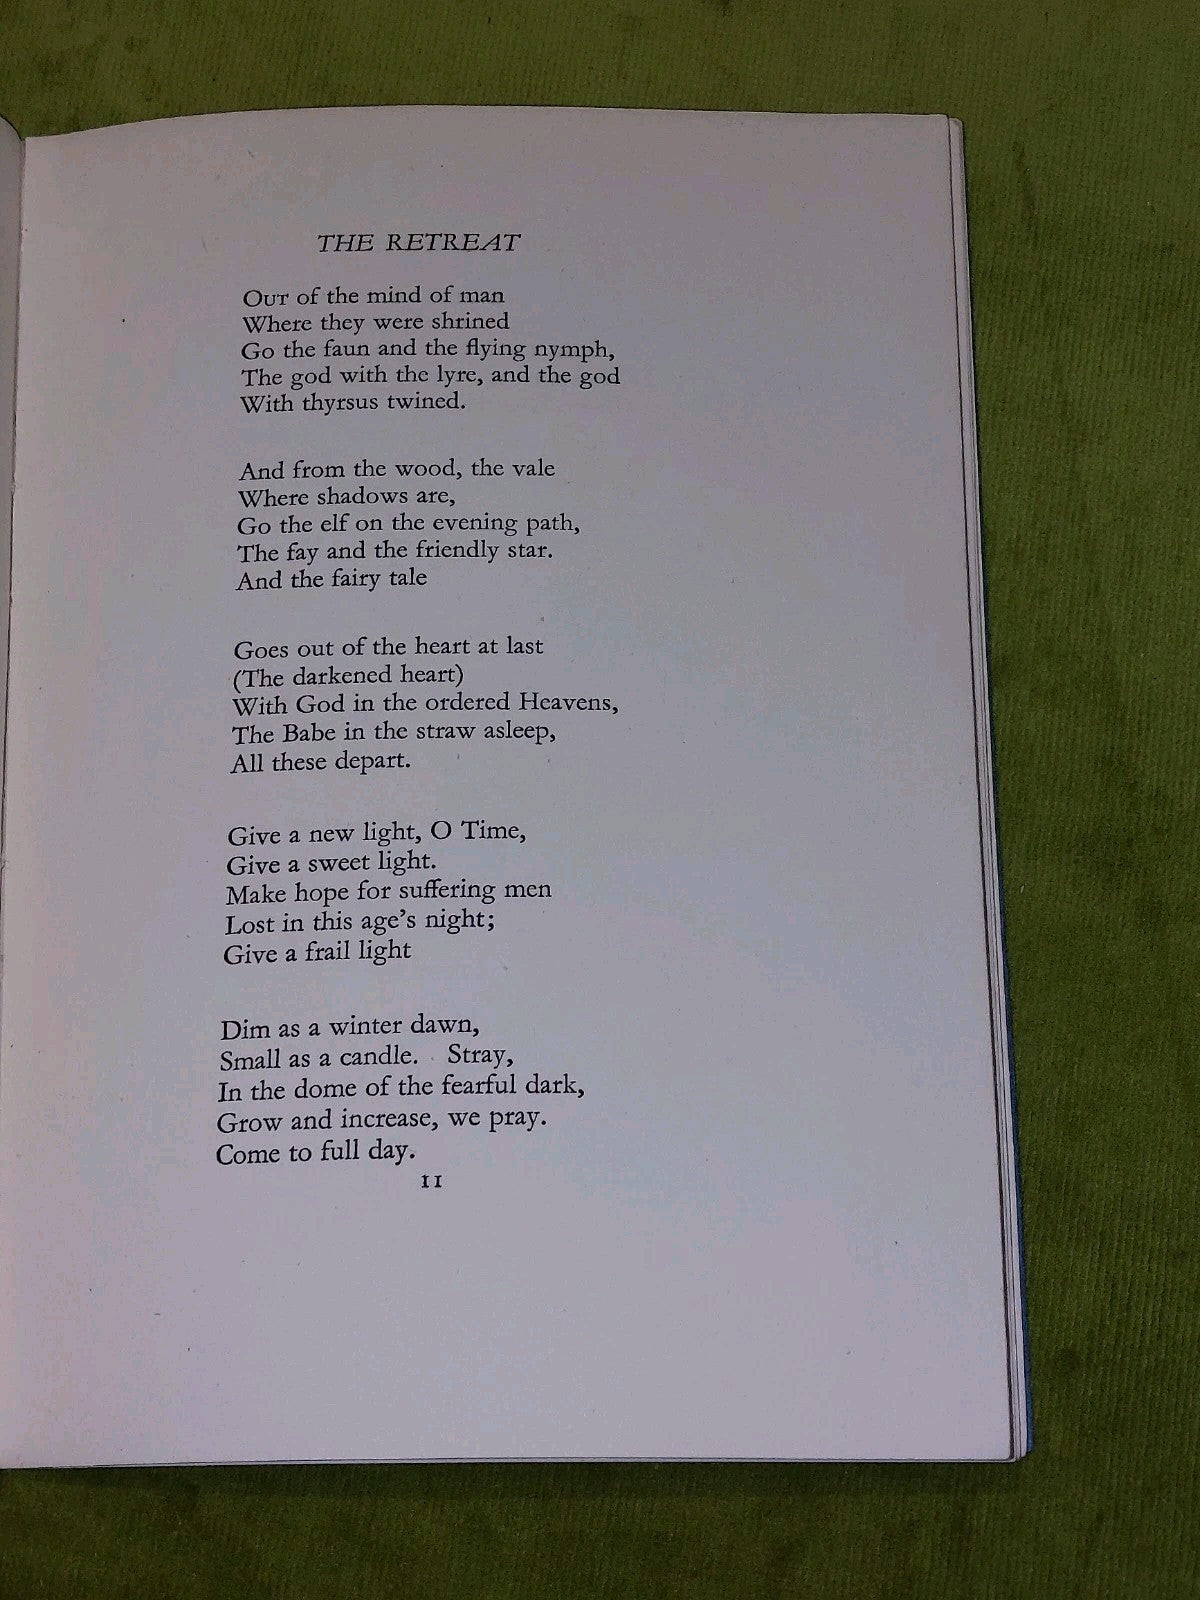 THE RETREAT
OUT of the mind of man
Where they were shrined
Go the faun and the flying nymph,
The god with the lyre, and the god
With thyrsus twined.
And from the wood, the vale
Where shadows are,
Go the elf on the evening path,
The fay and the friendly star.
And the fairy tale
Goes out of the heart at last
(The darkened heart)
With God in the ordered Heavens,
The Babe in the straw asleep,
All these depart.
Give a new light, O Time,
Give a sweet light.
Make hope for suffering men
Lost in this age's night;
Give a frail light
Dim as a winter dawn,
Small as a candle. Stray,
In the dome of the fearful dark,
Grow and increase, we pray.
Come to full day.
11